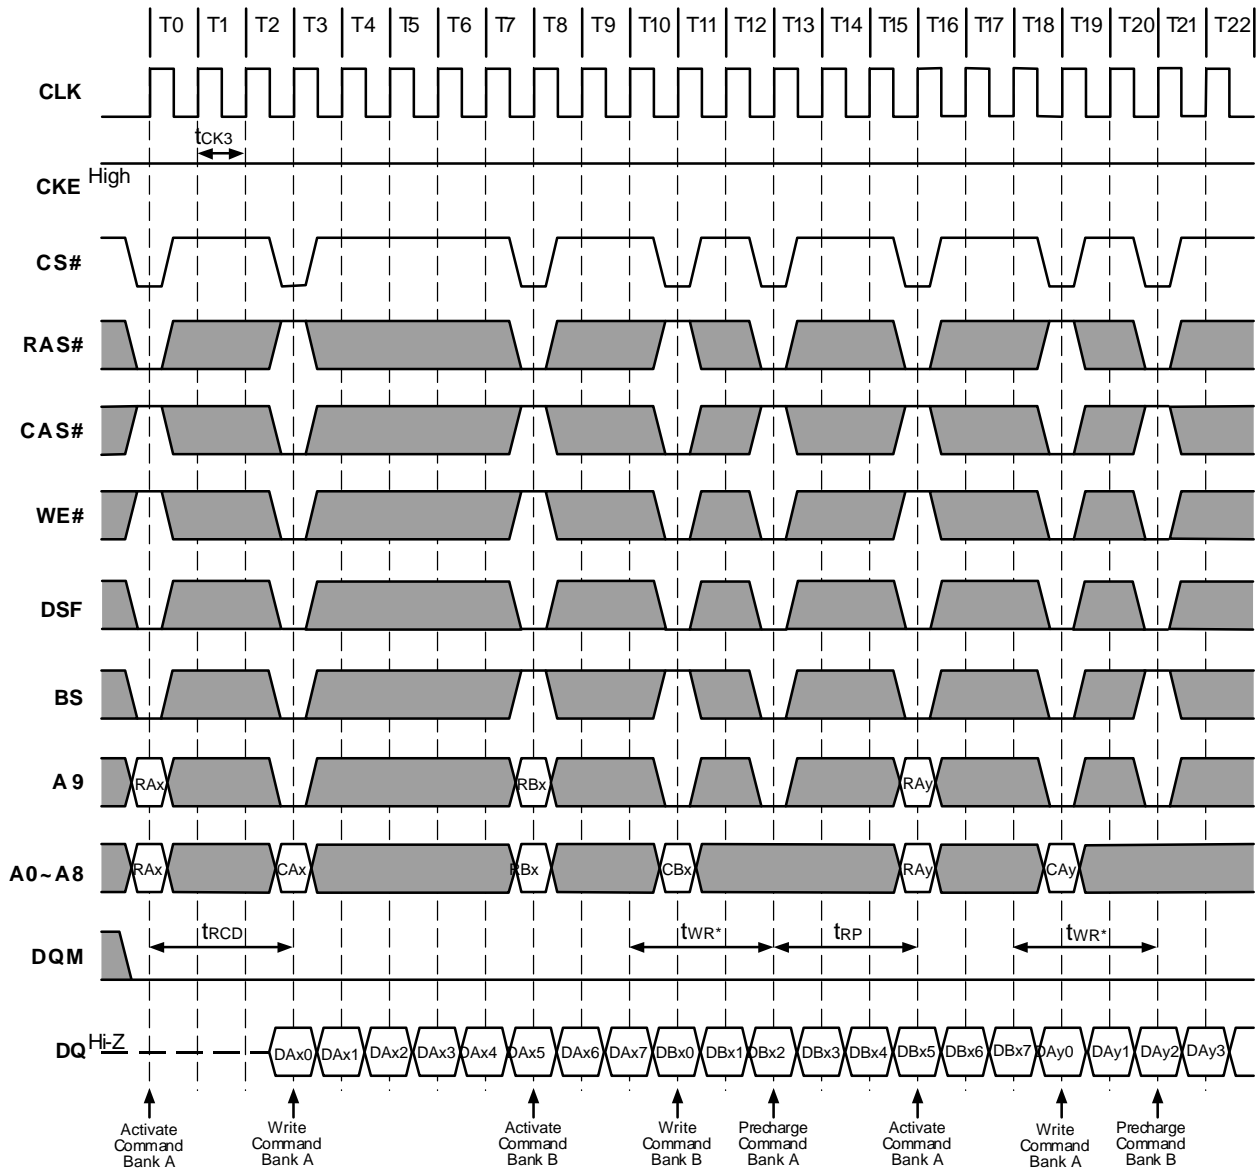 T0 T1 T2 T3 T4 T5 T6 T7 T8 T9 T10 T11 T12 T13 T14 T15 T16 T17 T18 T19 T20 T21 T22
CLK
tCK3
CKE High
CS#
RAS#
CAS#
WE#
DSF
BS
A9 RAx RBx RAy
A0~A8 RAx CAx RBx CBx RAy CAy
tRCD tWR* tRP tWR*
DQM
DQ Hi-Z DAx0 DAx1 DAx2 DAx3 DAx4 DAx5 DAx6 DAx7 DBx0 DBx1 DBx2 DBx3 DBx4 DBx5 DBx6 DBx7 DAy0 DAy1 DAy2 DAy3
Activate
Command
Bank A
Write
Command
Bank A
Activate
Command
Bank B
Write
Command
Bank B
Precharge
Command
Bank A
Activate
Command
Bank A
Write
Command
Bank A
Precharge
Command
Bank B